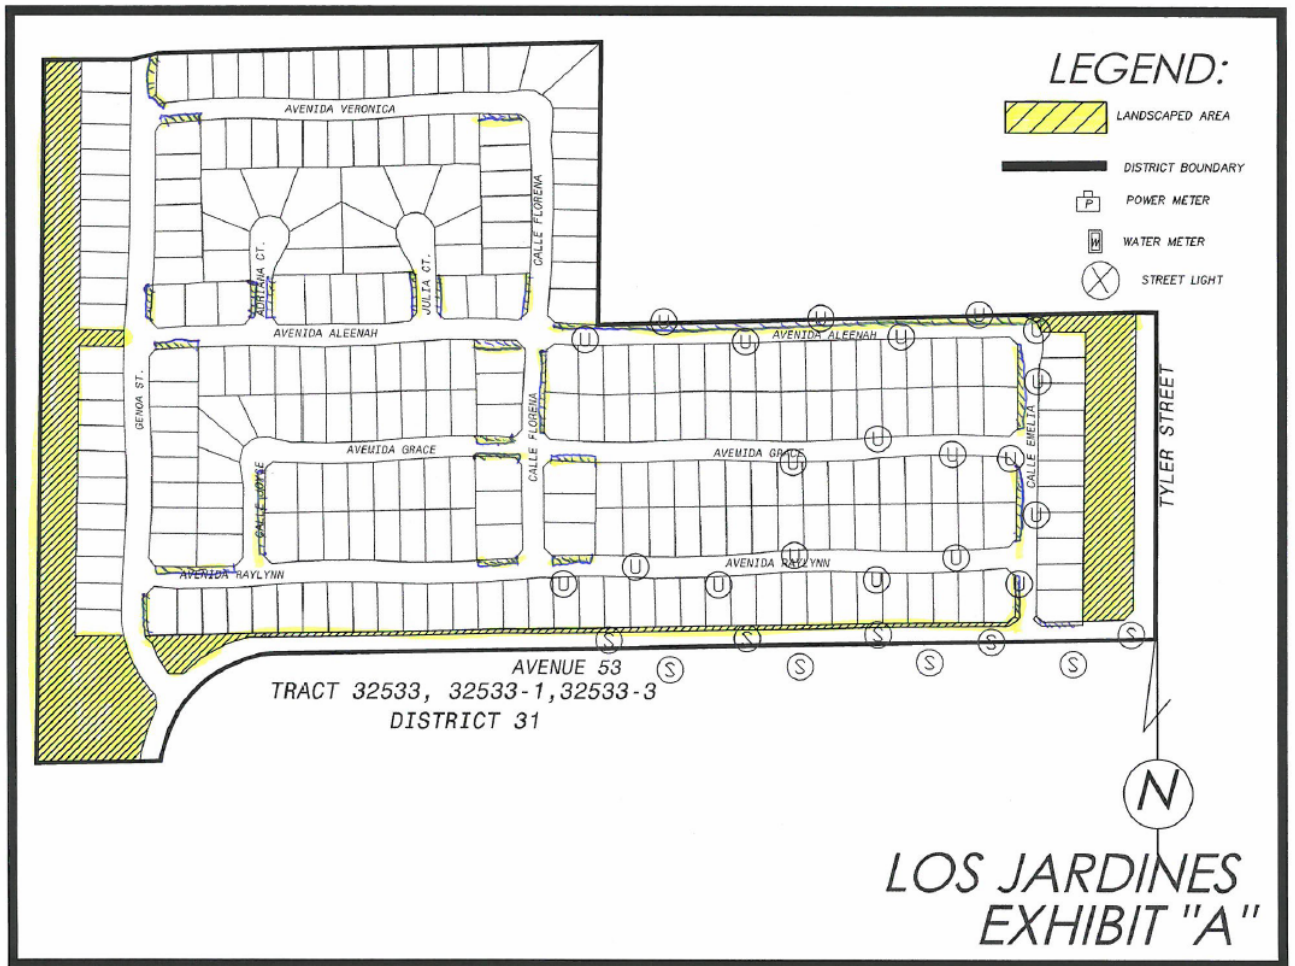 LEGEND:
LANDSCAPED AREA
DISTRICT BOUNDARY
P
POWER METER
W
WATER METER
STREET LIGHT
AVENIDA VERONICA
CALLE FLORENA
ADRIANA CT.
JULIA CT.
AVENIDA ALEENAH
U
U
U
U
AVENIDA ALEENAH
U
U
U
U
GENOA ST.
CALLE FLORENA
CALLE EMELIA
TYLER STREET
U
AVEMIDA GRACE
AVEMIDA GRACE
U
U
U
U
CALLE JOYCE
U
AVENIDA RAYLYNN
AVENIDA RAYLYNN
U
U
U
U
U
U
U
S
S
S
S
S
AVENUE 53
S
S
S
S
TRACT 32533, 32533-1,32533-3
DISTRICT 31
N
LOS JARDINES
EXHIBIT "A"